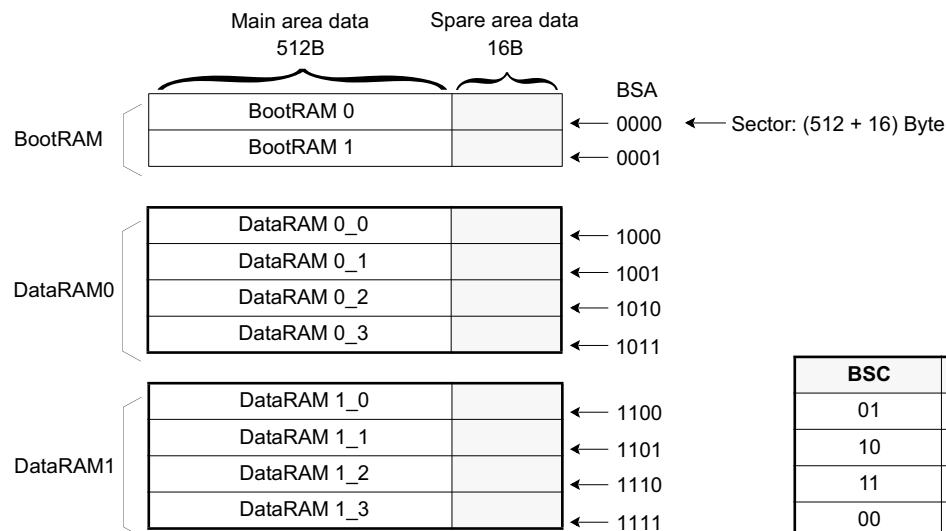 Main area data
512B
Spare area data
16B
BSA
BootRAM
BootRAM 0
0000
Sector: (512 + 16) Byte
BootRAM 1
0001
DataRAM0
DataRAM 0_0
1000
DataRAM 0_1
1001
DataRAM 0_2
1010
DataRAM 0_3
1011
DataRAM1
DataRAM 1_0
1100
DataRAM 1_1
1101
DataRAM 1_2
1110
DataRAM 1_3
1111
BSC
01
10
11
00